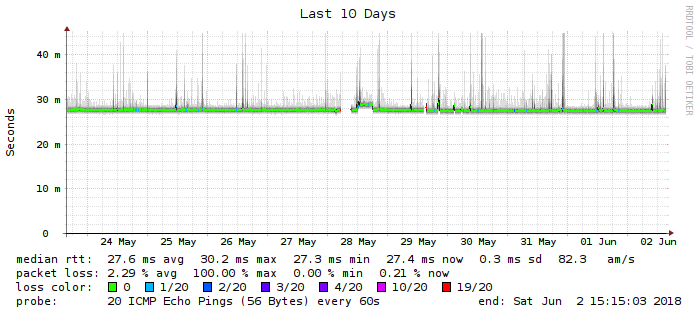 Last 10 Days
RRDTOOL / TOBI OETIKER
Seconds
40 m
30 m
20 m
10 m
0
24 May 25 May 26 May 27 May 28 May 29 May 30 May 31 May 01 Jun 02 Jun
median rtt: 27.6 ms avg 30.2 ms max 27.3 ms min 27.4 ms now 0.3 ms sd 82.3 am/s
packet loss: 2.29 % avg 100.00 % max 0.00 % min 0.21 % now
loss color: 0 1/20 2/20 3/20 4/20 10/20 19/20
probe: 20 ICMP Echo Pings (56 Bytes) every 60s end: Sat Jun 2 15:15:03 2018